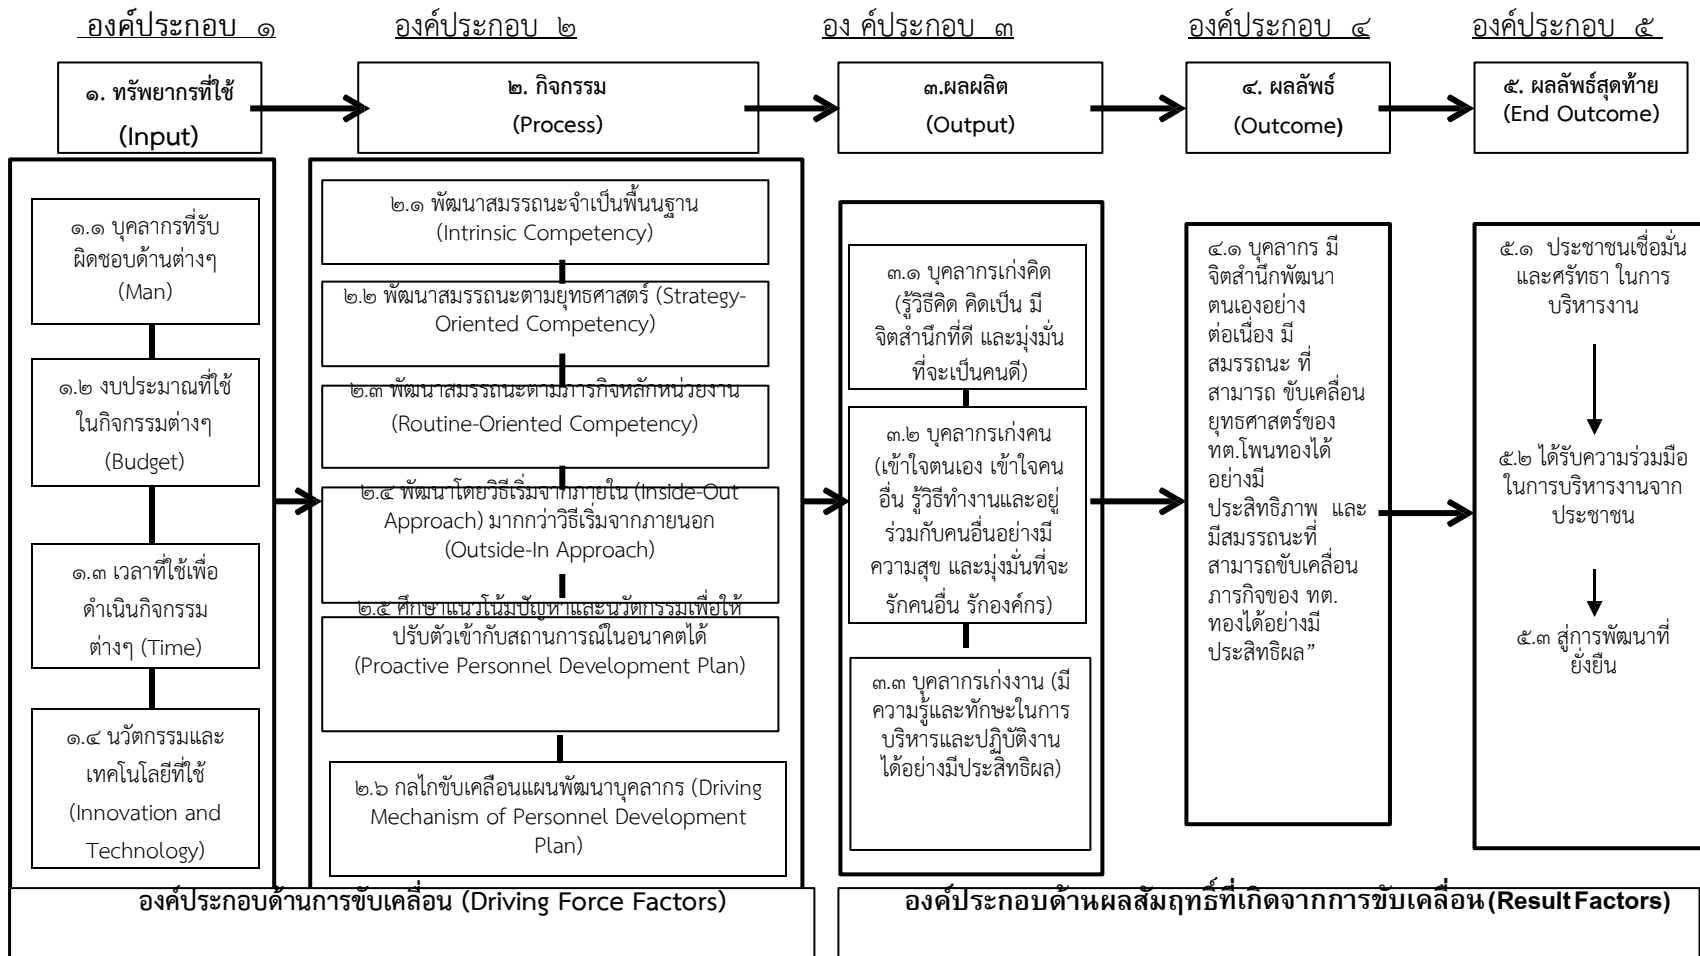 องค์ประกอบ ๑
องค์ประกอบ ๒
อง ค์ประกอบ ๓
องค์ประกอบ ๔
องค์ประกอบ ๕
๑. ทรัพยากรที่ใช้
(Input)
๒. กิจกรรม
(Process)
๓.ผลผลิต
(Output)
๔. ผลลัพธ์
(Outcome)
๕. ผลลัพธ์สุดท้าย
(End Outcome)
๑.๑ บุคลากรที่รับ
ผิดชอบด้านต่างๆ
(Man)
๑.๒ งบประมาณที่ใช้
ในกิจกรรมต่างๆ
(Budget)
๑.๓ เวลาที่ใช้เพื่อ
ดำเนินกิจกรรม
ต่างๆ (Time)
๑.๔ นวัตกรรมและ
เทคโนโลยีที่ใช้
(Innovation and
Technology)
๒.๑ พัฒนาสมรรถนะจำเป็นพื้นนฐาน
(Intrinsic Competency)
๒.๒ พัฒนาสมรรถนะตามยุทธศาสตร์ (Strategy-
Oriented Competency)
๒.๓ พัฒนาสมรรถนะตามภารกิจหลักหน่วยงาน
(Routine-Oriented Competency)
๒.๔ พัฒนาโดยวิธีเริ่มจากภายใน (Inside-Out
Approach) มากกว่าวิธีเริ่มจากภายนอก
(Outside-In Approach)
๒.๕ ศึกษาแนวโน้มปัญหาและนวัตกรรมเพื่อให้
ปรับตัวเข้ากับสถานการณ์ในอนาคตได้
(Proactive Personnel Development Plan)
๒.๖ กลไกขับเคลื่อนแผนพัฒนาบุคลากร (Driving
Mechanism of Personnel Development
Plan)
๓.๑ บุคลากรเก่งคิด
(รู้วิธีคิด คิดเป็น มี
จิตสำนึกที่ดี และมุ่งมั่น
ที่จะเป็นคนดี)
๓.๒ บุคลากรเก่งคน
(เข้าใจตนเอง เข้าใจคน
อื่น รู้วิธีทำงานและอยู่
ร่วมกับคนอื่นอย่างมี
ความสุข และมุ่งมั่นที่จะ
รักคนอื่น รักองค์กร)
๓.๓ บุคลากรเก่งงาน (มี
ความรู้และทักษะในการ
บริหารและปฏิบัติงาน
ได้อย่างมีประสิทธิผล)
๔.๑ บุคลากร มี
จิตสำนึกพัฒนา
ตนเองอย่าง
ต่อเนื่อง มี
สมรรถนะ ที่
สามารถ ขับเคลื่อน
ยุทธศาสตร์ของ
ทต.โพนทองได้
อย่างมี
ประสิทธิภาพ และ
มีสมรรถนะที่
สามารถขับเคลื่อน
ภารกิจของ ทต.
ทองได้อย่างมี
ประสิทธิผล”
๕.๑ ประชาชนเชื่อมั่น
และศรัทธา ในการ
บริหารงาน
๕.๒ ได้รับความร่วมมือ
ในการบริหารงานจาก
ประชาชน
๕.๓ สู่การพัฒนาที่
ยั่งยืน
องค์ประกอบด้านการขับเคลื่อน (Driving Force Factors)
องค์ประกอบด้านผลสัมฤทธิ์ที่เกิดจากการขับเคลื่อน (Result Factors)